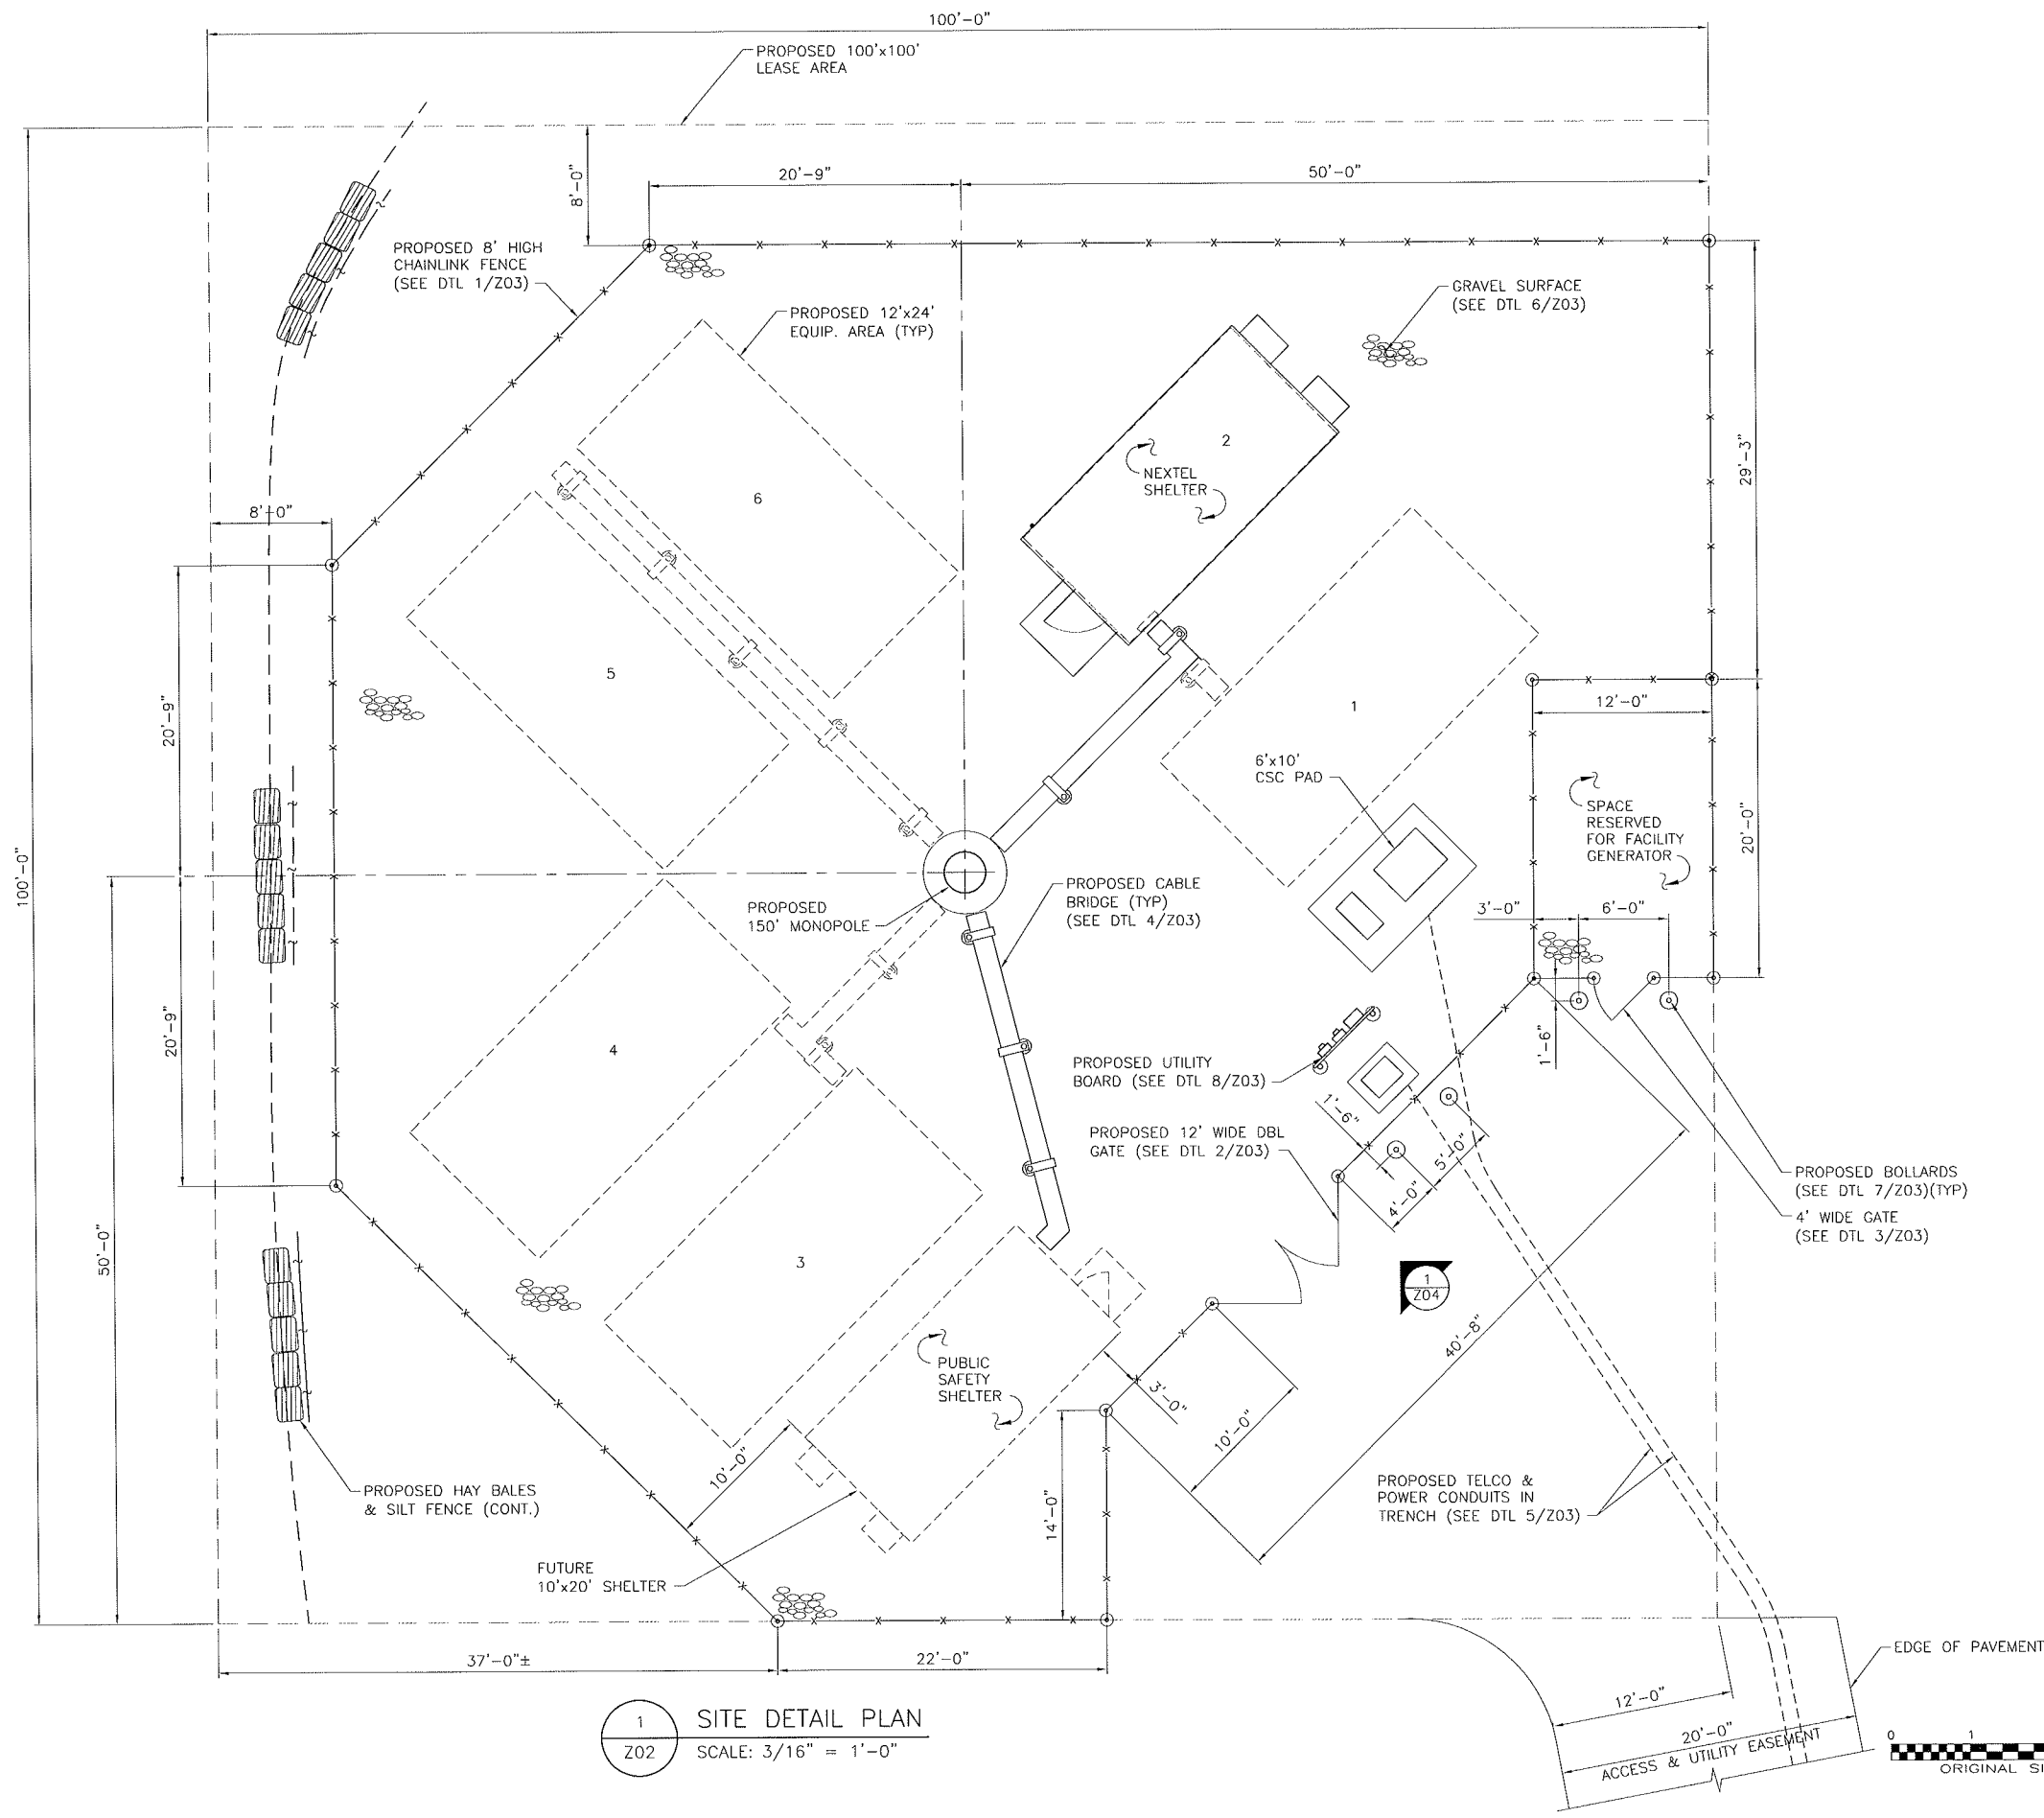 100'-0"
PROPOSED 100'x100'
LEASE AREA
8'-0"
20'-9"
50'-0"
PROPOSED 8' HIGH
CHAINLINK FENCE
(SEE DTL 1/Z03)
PROPOSED 12'x24'
EQUIP. AREA (TYP)
GRAVEL SURFACE
(SEE DTL 6/Z03)
2
NEXTEL
SHELTER
29'-3"
6
8'-0"
5
1
12'-0"
20'-9"
6'x10'
CSC PAD
SPACE
RESERVED
FOR FACILITY
GENERATOR
20'-0"
100'-0"
PROPOSED
150' MONOPOLE
PROPOSED CABLE
BRIDGE (TYP)
(SEE DTL 4/Z03)
3'-0"
6'-0"
20'-9"
4
1'-6"
PROPOSED UTILITY
BOARD (SEE DTL 8/Z03)
1'-6"
PROPOSED 12' WIDE DBL
GATE (SEE DTL 2/Z03)
5'-0"
4'-0"
PROPOSED BOLLARDS
(SEE DTL 7/Z03)(TYP)
4' WIDE GATE
(SEE DTL 3/Z03)
50'-0"
3
1
Z04
40'-8"
PUBLIC
SAFETY
SHELTER
3'-0"
10'-0"
10'-0"
PROPOSED HAY BALES
& SILT FENCE (CONT.)
14'-0"
PROPOSED TELCO &
POWER CONDUITS IN
TRENCH (SEE DTL 5/Z03)
FUTURE
10'x20' SHELTER
37'-0"±
22'-0"
EDGE OF PAVEMENT
12'-0"
20'-0"
ACCESS & UTILITY EASEMENT
1
Z02
SITE DETAIL PLAN
SCALE: 3/16" = 1'-0"
0 1
ORIGINAL SI